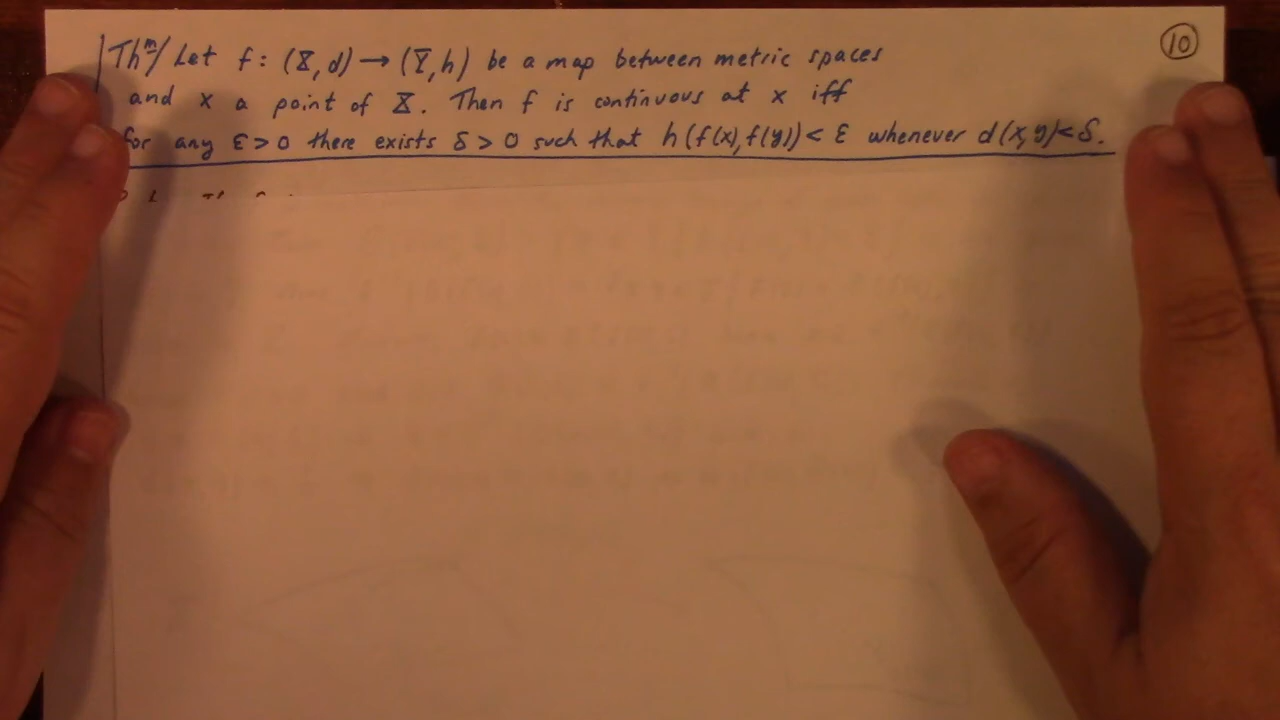 10
Thm/ Let f: (X, d) → (Y, h) be a map between metric spaces
and x a point of X. Then f is continuous at x iff
for any ε > 0 there exists δ > 0 such that h(f(x), f(y)) < ε whenever d(x, y) < δ.